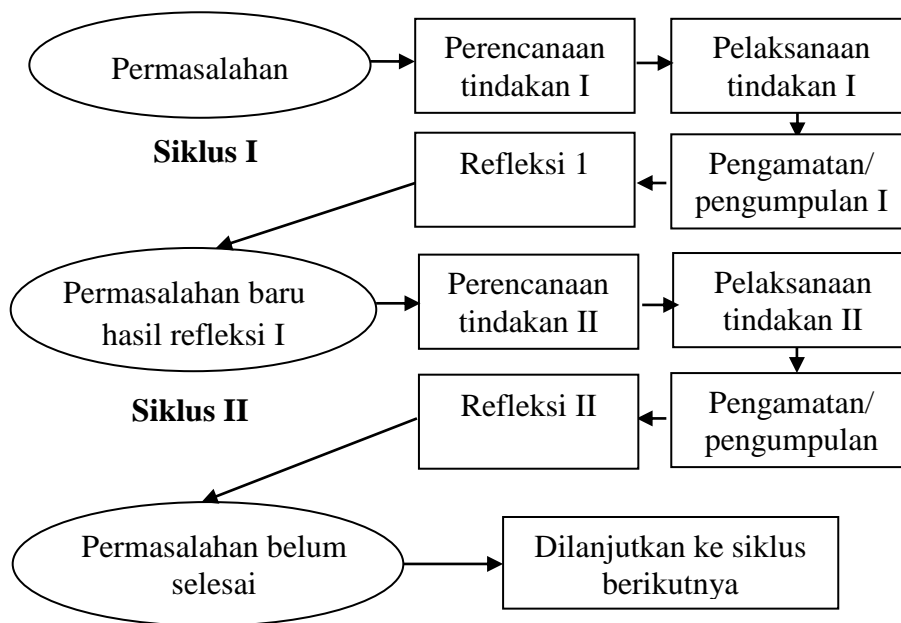 Permasalahan
Perencanaan
tindakan I
Pelaksanaan
tindakan I
Siklus I
Refleksi 1
Pengamatan/
pengumpulan I
Permasalahan baru
hasil refleksi I
Perencanaan
tindakan II
Pelaksanaan
tindakan II
Siklus II
Refleksi II
Pengamatan/
pengumpulan
Permasalahan belum
selesai
Dilanjutkan ke siklus
berikutnya